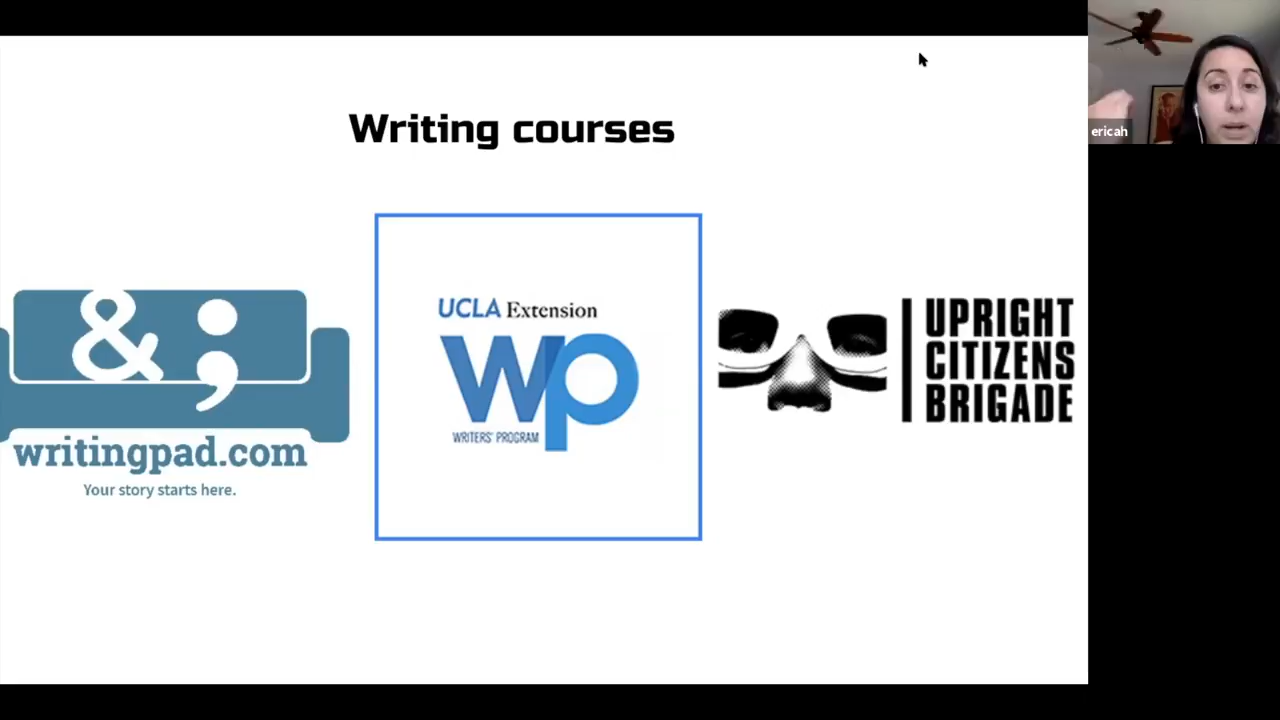 Writing courses
&;
writingpad.com
Your story starts here.
UCLA Extension
wp
WRITERS' PROGRAM
UPRIGHT
CITIZENS
BRIGADE
ericah